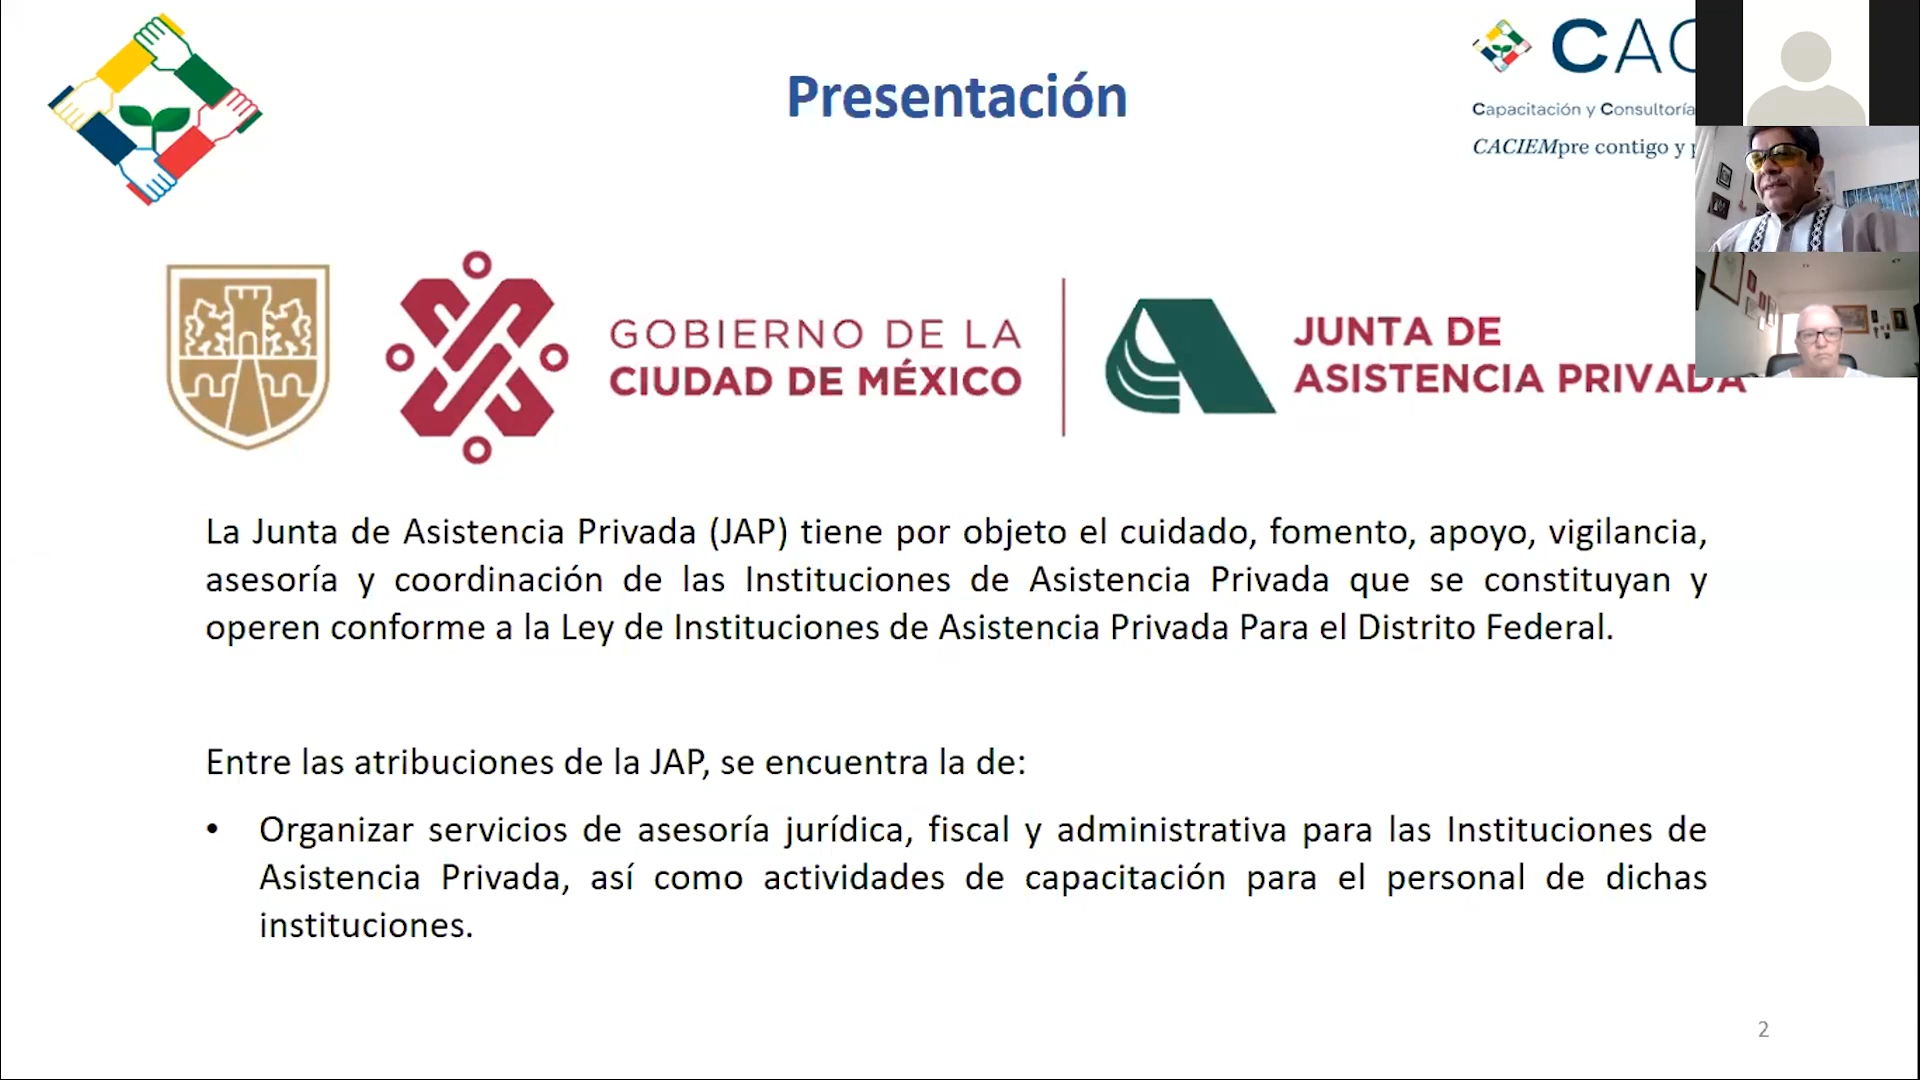 Presentación
CAC
Capacitación y Consultoría
CACIEMpre contigo y p
GOBIERNO DE LA
CIUDAD DE MÉXICO
JUNTA DE
ASISTENCIA PRIVADA
La Junta de Asistencia Privada (JAP) tiene por objeto el cuidado, fomento, apoyo, vigilancia,
asesoría y coordinación de las Instituciones de Asistencia Privada que se constituyan y
operen conforme a la Ley de Instituciones de Asistencia Privada Para el Distrito Federal.
Entre las atribuciones de la JAP, se encuentra la de:
• Organizar servicios de asesoría jurídica, fiscal y administrativa para las Instituciones de
Asistencia Privada, así como actividades de capacitación para el personal de dichas
instituciones.
2